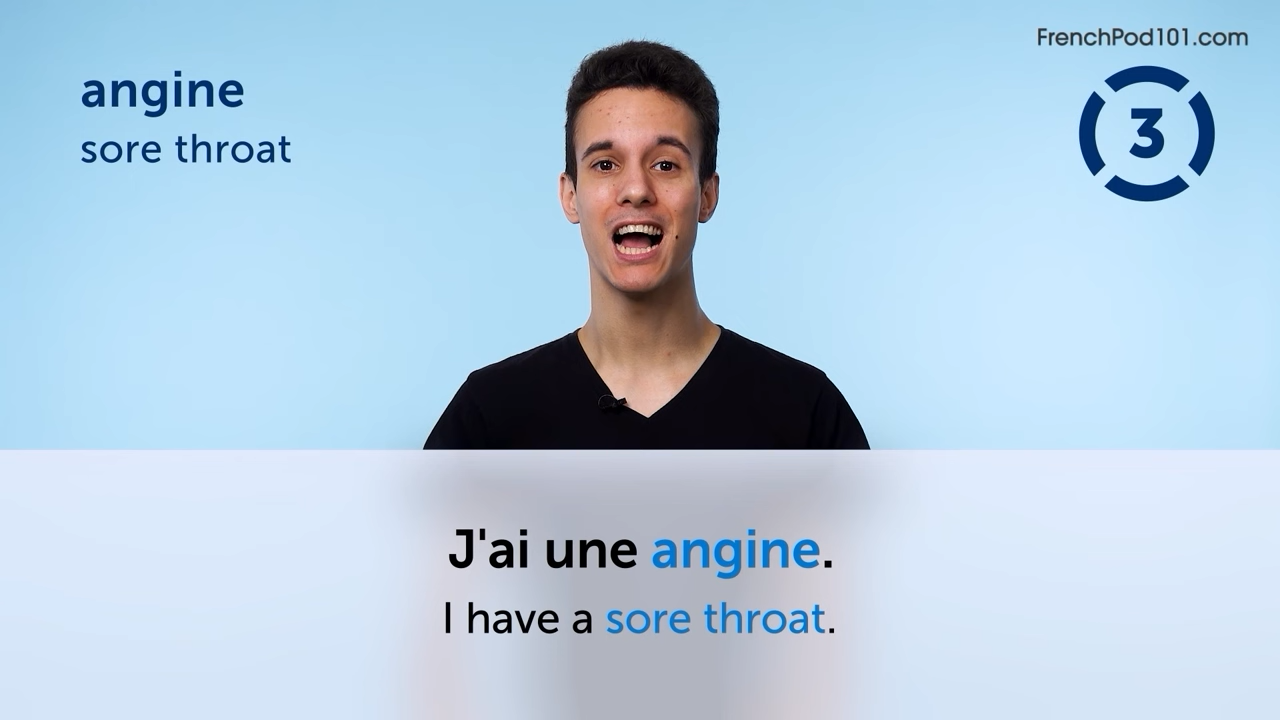 FrenchPod101.com
angine
sore throat
3
J'ai une angine.
I have a sore throat.